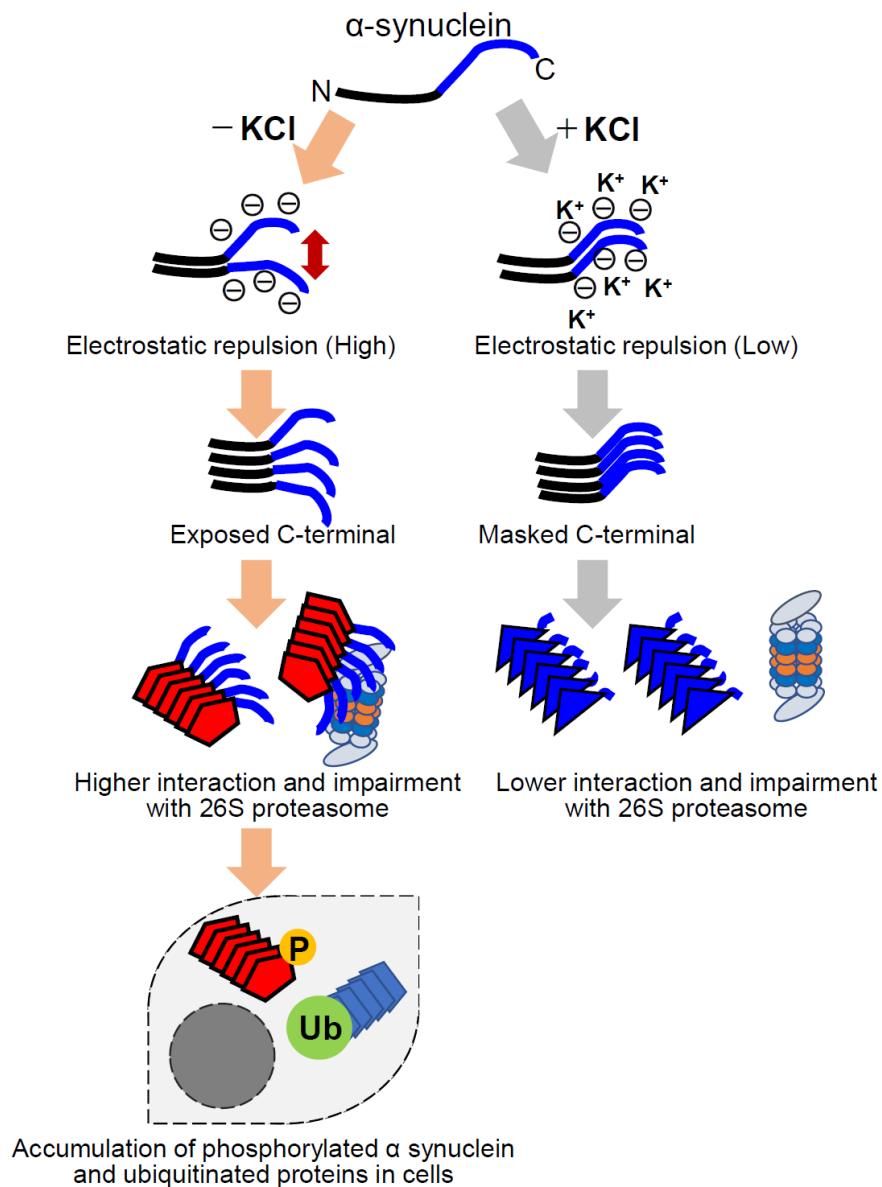 α-synuclein
N
C
− KCl
+ KCl
K⁺ K⁺
K⁺
⊖ ⊖ ⊖
⊖ ⊖
⊖
⊖
⊖ ⊖
⊖
⊖ ⊖
⊖ K⁺ K⁺
K⁺
Electrostatic repulsion (High)
Electrostatic repulsion (Low)
Exposed C-terminal
Masked C-terminal
Higher interaction and impairment
with 26S proteasome
Lower interaction and impairment
with 26S proteasome
P
Ub
Accumulation of phosphorylated α synuclein
and ubiquitinated proteins in cells